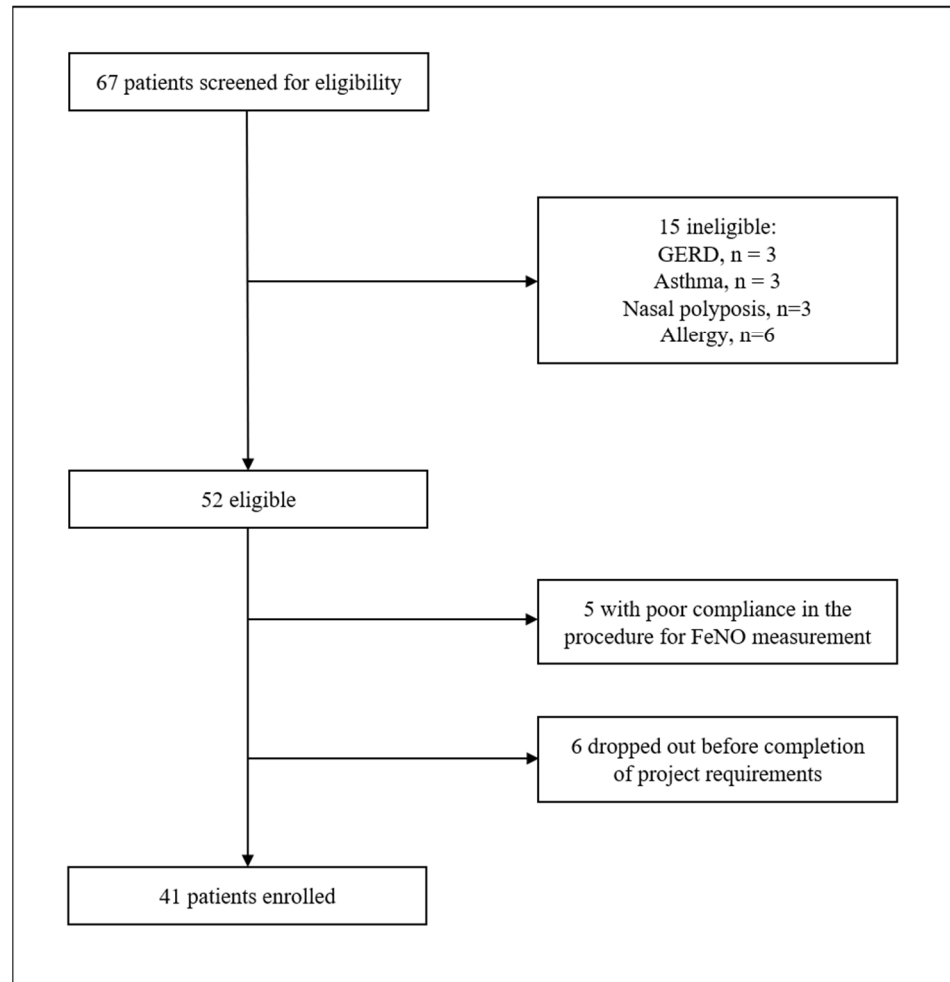 67 patients screened for eligibility
15 ineligible:
GERD, n = 3
Asthma, n = 3
Nasal polyposis, n=3
Allergy, n=6
52 eligible
5 with poor compliance in the
procedure for FeNO measurement
6 dropped out before completion
of project requirements
41 patients enrolled